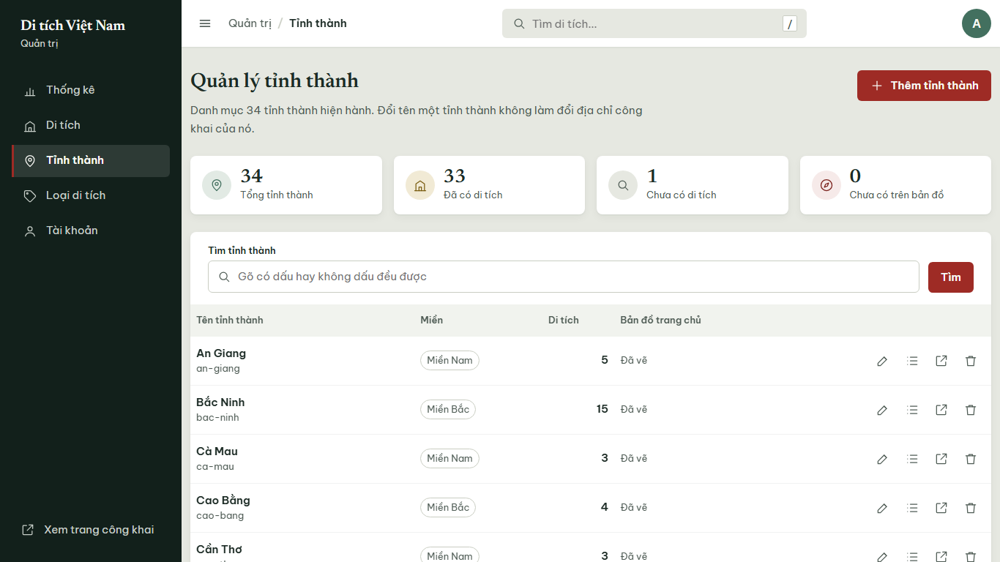 Di tích Việt Nam
Quản trị
Thống kê
Di tích
Tỉnh thành
Loại di tích
Tài khoản
Xem trang công khai
Quản trị / Tỉnh thành
Tìm di tích...
/
A
Quản lý tỉnh thành
Danh mục 34 tỉnh thành hiện hành. Đổi tên một tỉnh thành không làm đổi địa chỉ công
khai của nó.
Thêm tỉnh thành
34
Tổng tỉnh thành
33
Đã có di tích
1
Chưa có di tích
0
Chưa có trên bản đồ
Tìm tỉnh thành
Gõ có dấu hay không dấu đều được
Tìm
Tên tỉnh thành Miền Di tích Bản đồ trang chủ
An Giang
an-giang
Miền Nam 5 Đã vẽ
Bắc Ninh
bac-ninh
Miền Bắc 15 Đã vẽ
Cà Mau
ca-mau
Miền Nam 3 Đã vẽ
Cao Bằng
cao-bang
Miền Bắc 4 Đã vẽ
Cần Thơ
Miền Nam 3 Đã vẽ